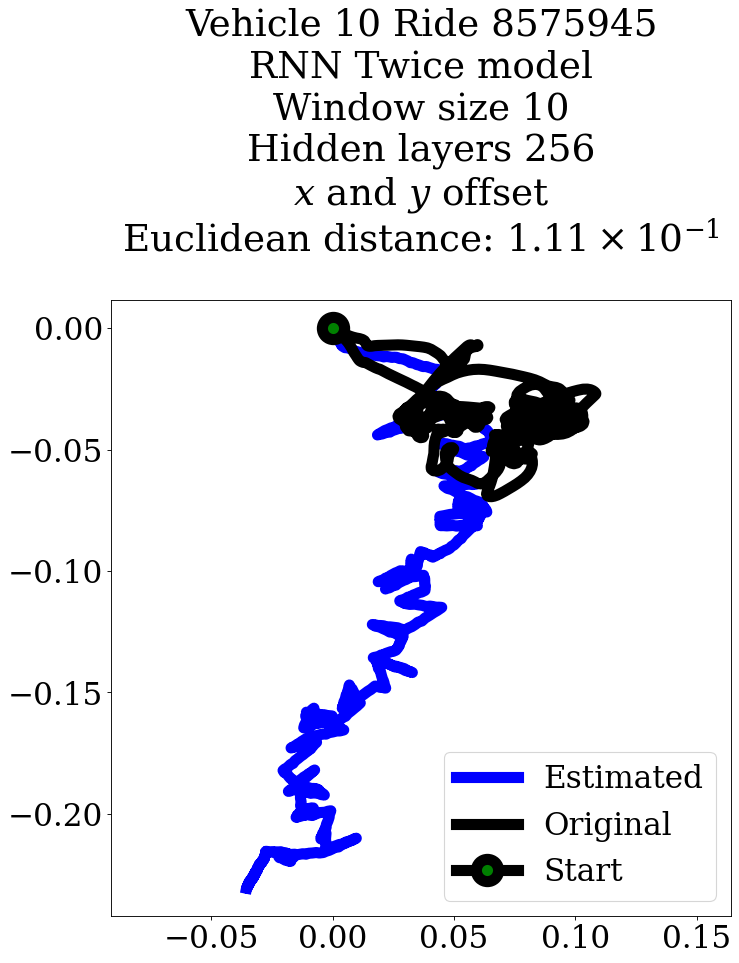 Vehicle 10 Ride 8575945
RNN Twice model
Window size 10
Hidden layers 256
x and y offset
Euclidean distance: 1.11 × 10⁻¹
0.00
−0.05
−0.10
−0.15
−0.20
Estimated
Original
Start
−0.05 0.00 0.05 0.10 0.15